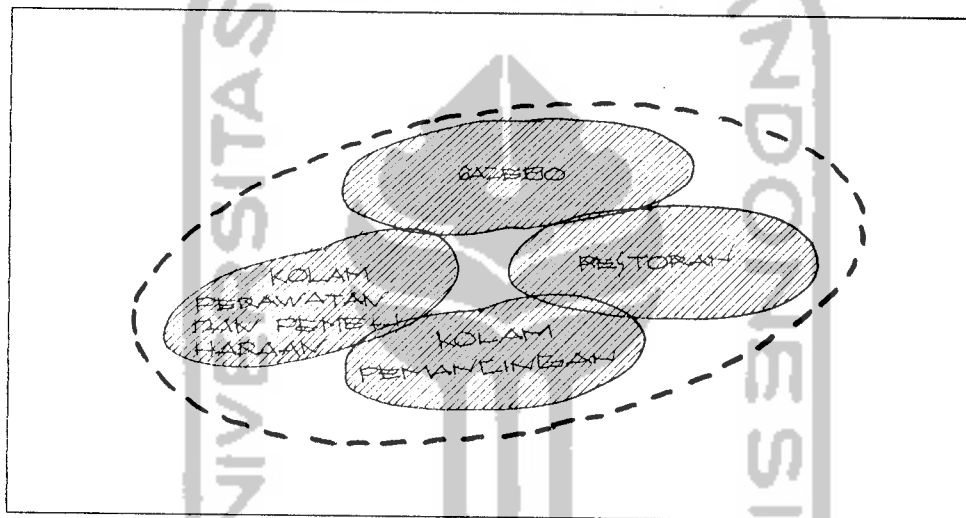 GAZEBO
RESTORAN
KOLAM
PERAWATAN
DAN PEMELI
HARAAN
KOLAM
PEMANCINGAN